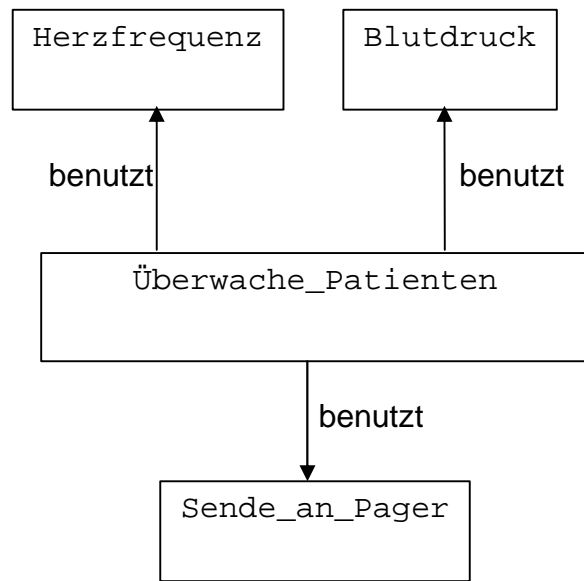 Herzfrequenz
Blutdruck
benutzt
benutzt
Überwache_Patienten
benutzt
Sende_an_Pager